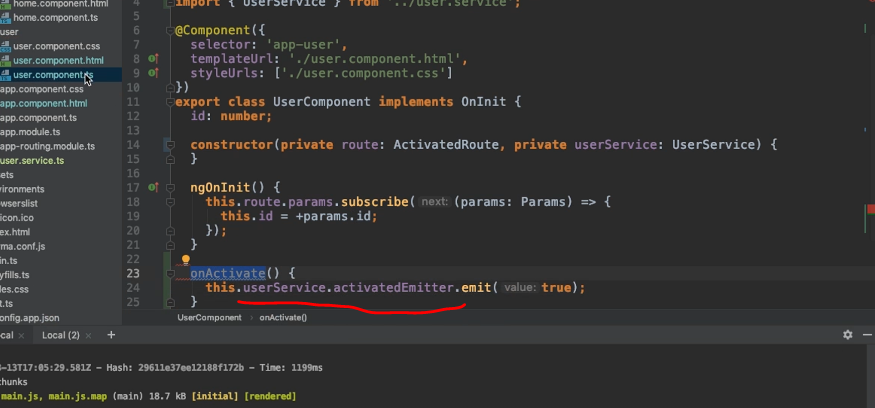 home.component.html
home.component.ts
user
user.component.css
user.component.html
user.component.ts
app.component.css
app.component.html
app.component.ts
app.module.ts
app-routing.module.ts
user.service.ts
ets
vironments
owserslist
icon.ico
ex.html
rma.conf.js
in.ts
yfills.ts
les.css
t.ts
config.app.json
4 import { UserService } from '../user.service';
5
6 @Component({
7 selector: 'app-user',
8 templateUrl: './user.component.html',
9 styleUrls: ['./user.component.css']
10 })
11 export class UserComponent implements OnInit {
12 id: number;
13
14 constructor(private route: ActivatedRoute, private userService: UserService) {
15 }
16
17 ngOnInit() {
18 this.route.params.subscribe( next: (params: Params) => {
19 this.id = +params.id;
20 });
21 }
22
23 onActivate() {
24 this.userService.activatedEmitter.emit( value: true);
25 }
UserComponent › onActivate()
cal × Local (2) × +
-13T17:05:29.581Z - Hash: 29611e37ee12188f172b - Time: 1199ms
chunks
main.js, main.js.map (main) 18.7 kB [initial] [rendered]